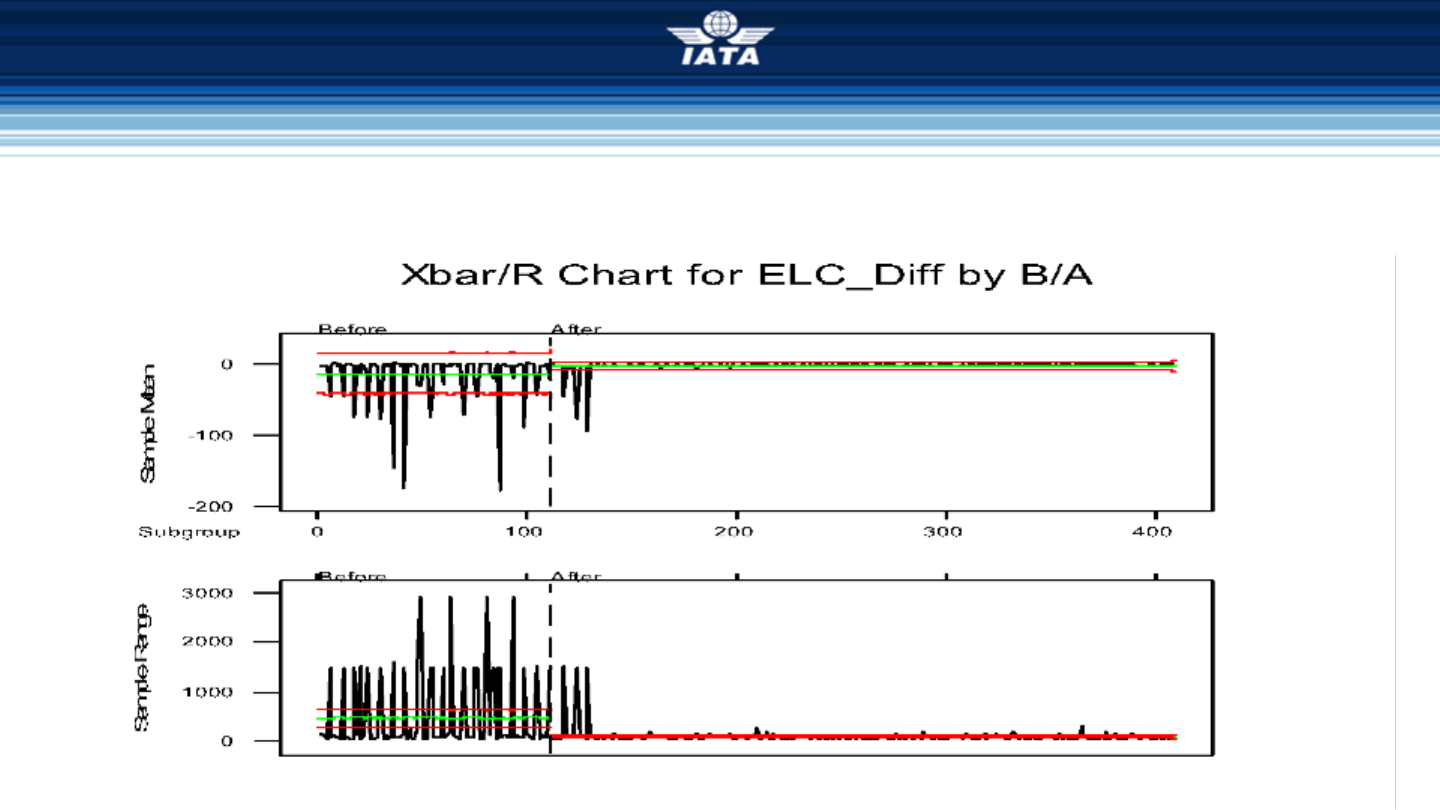 IATA
Xbar/R Chart for ELC_Diff by B/A
Before After
Sample Mean
0
-100
-200
Subgroup 0 100 200 300 400
Before After
Sample Range
3000
2000
1000
0